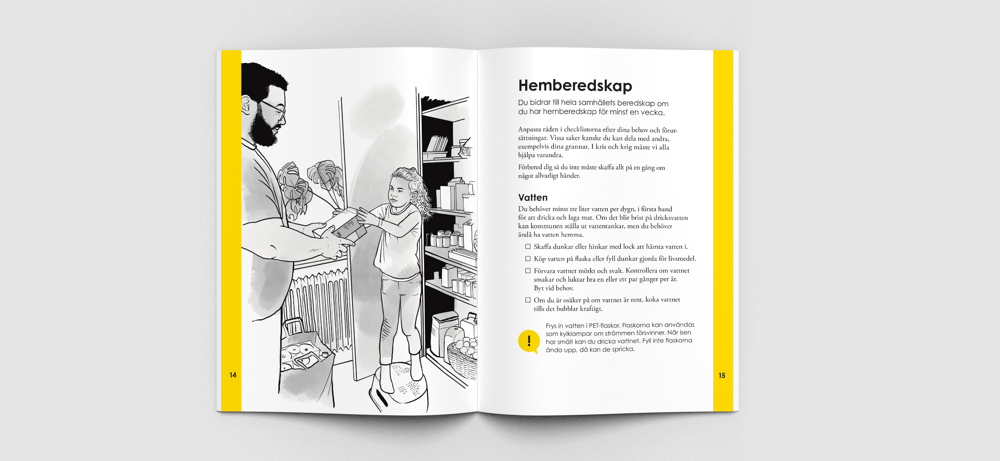 14
Hemberedskap
Du bidrar till hela samhällets beredskap om
du har hemberedskap för minst en vecka.
Anpassa råden i checklistorna efter dina behov och förut-
sättningar. Vissa saker kanske du kan dela med andra,
exempelvis dina grannar. I kris och krig måste vi alla
hjälpa varandra.
Förbered dig så du inte måste skaffa allt på en gång om
något allvarligt händer.
Vatten
Du behöver minst tre liter vatten per dygn, i första hand
för att dricka och laga mat. Om det blir brist på dricksvatten
kan kommunen ställa ut vattentankar, men du behöver
ändå ha vatten hemma.
Skaffa dunkar eller hinkar med lock att hämta vatten i.
Köp vatten på flaska eller fyll dunkar gjorda för livsmedel.
Förvara vattnet mörkt och svalt. Kontrollera om vattnet
smakar och luktar bra en eller ett par gånger per år.
Byt vid behov.
Om du är osäker på om vattnet är rent, koka vattnet
tills det bubblar kraftigt.
!
Frys in vatten i PET-flaskor. Flaskorna kan användas
som kylklampar om strömmen försvinner. När isen
har smält kan du dricka vattnet. Fyll inte flaskorna
ända upp, då kan de spricka.
15